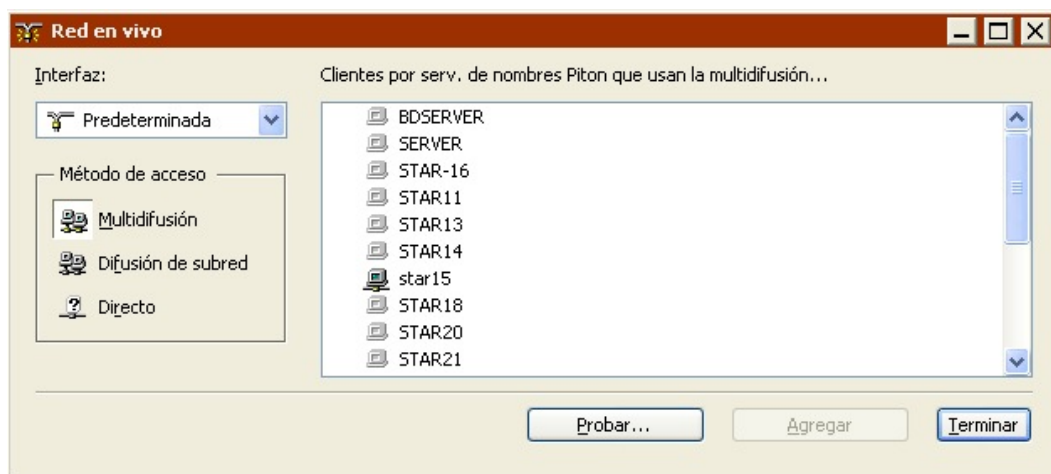 Red en vivo
Interfaz:
Predeterminada
Método de acceso
Multidifusión
Difusión de subred
Directo
Clientes por serv. de nombres Piton que usan la multidifusión...
BDSERVER
SERVER
STAR-16
STAR11
STAR13
STAR14
star15
STAR18
STAR20
STAR21
Probar...
Agregar
Terminar